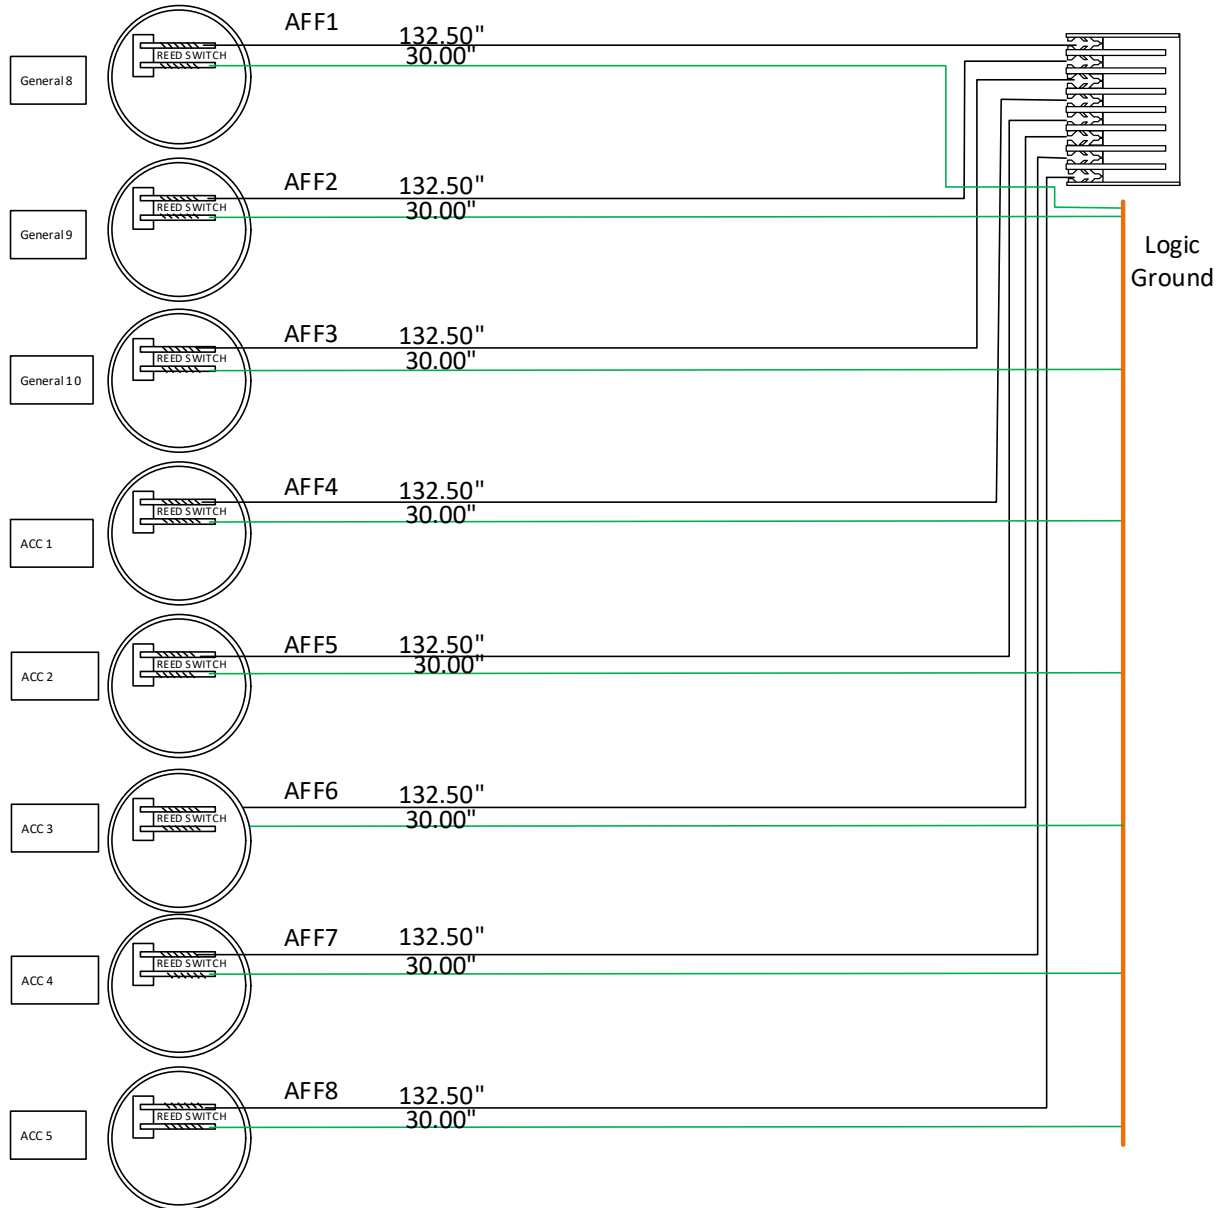 AFF1
132.50"
30.00"
REED SWITCH
General 8
AFF2
132.50"
30.00"
REED SWITCH
General 9
Logic
Ground
AFF3
132.50"
30.00"
REED SWITCH
General 10
AFF4
132.50"
30.00"
REED SWITCH
ACC 1
AFF5
132.50"
30.00"
REED SWITCH
ACC 2
AFF6
132.50"
30.00"
REED SWITCH
ACC 3
AFF7
132.50"
30.00"
REED SWITCH
ACC 4
AFF8
132.50"
30.00"
REED SWITCH
ACC 5